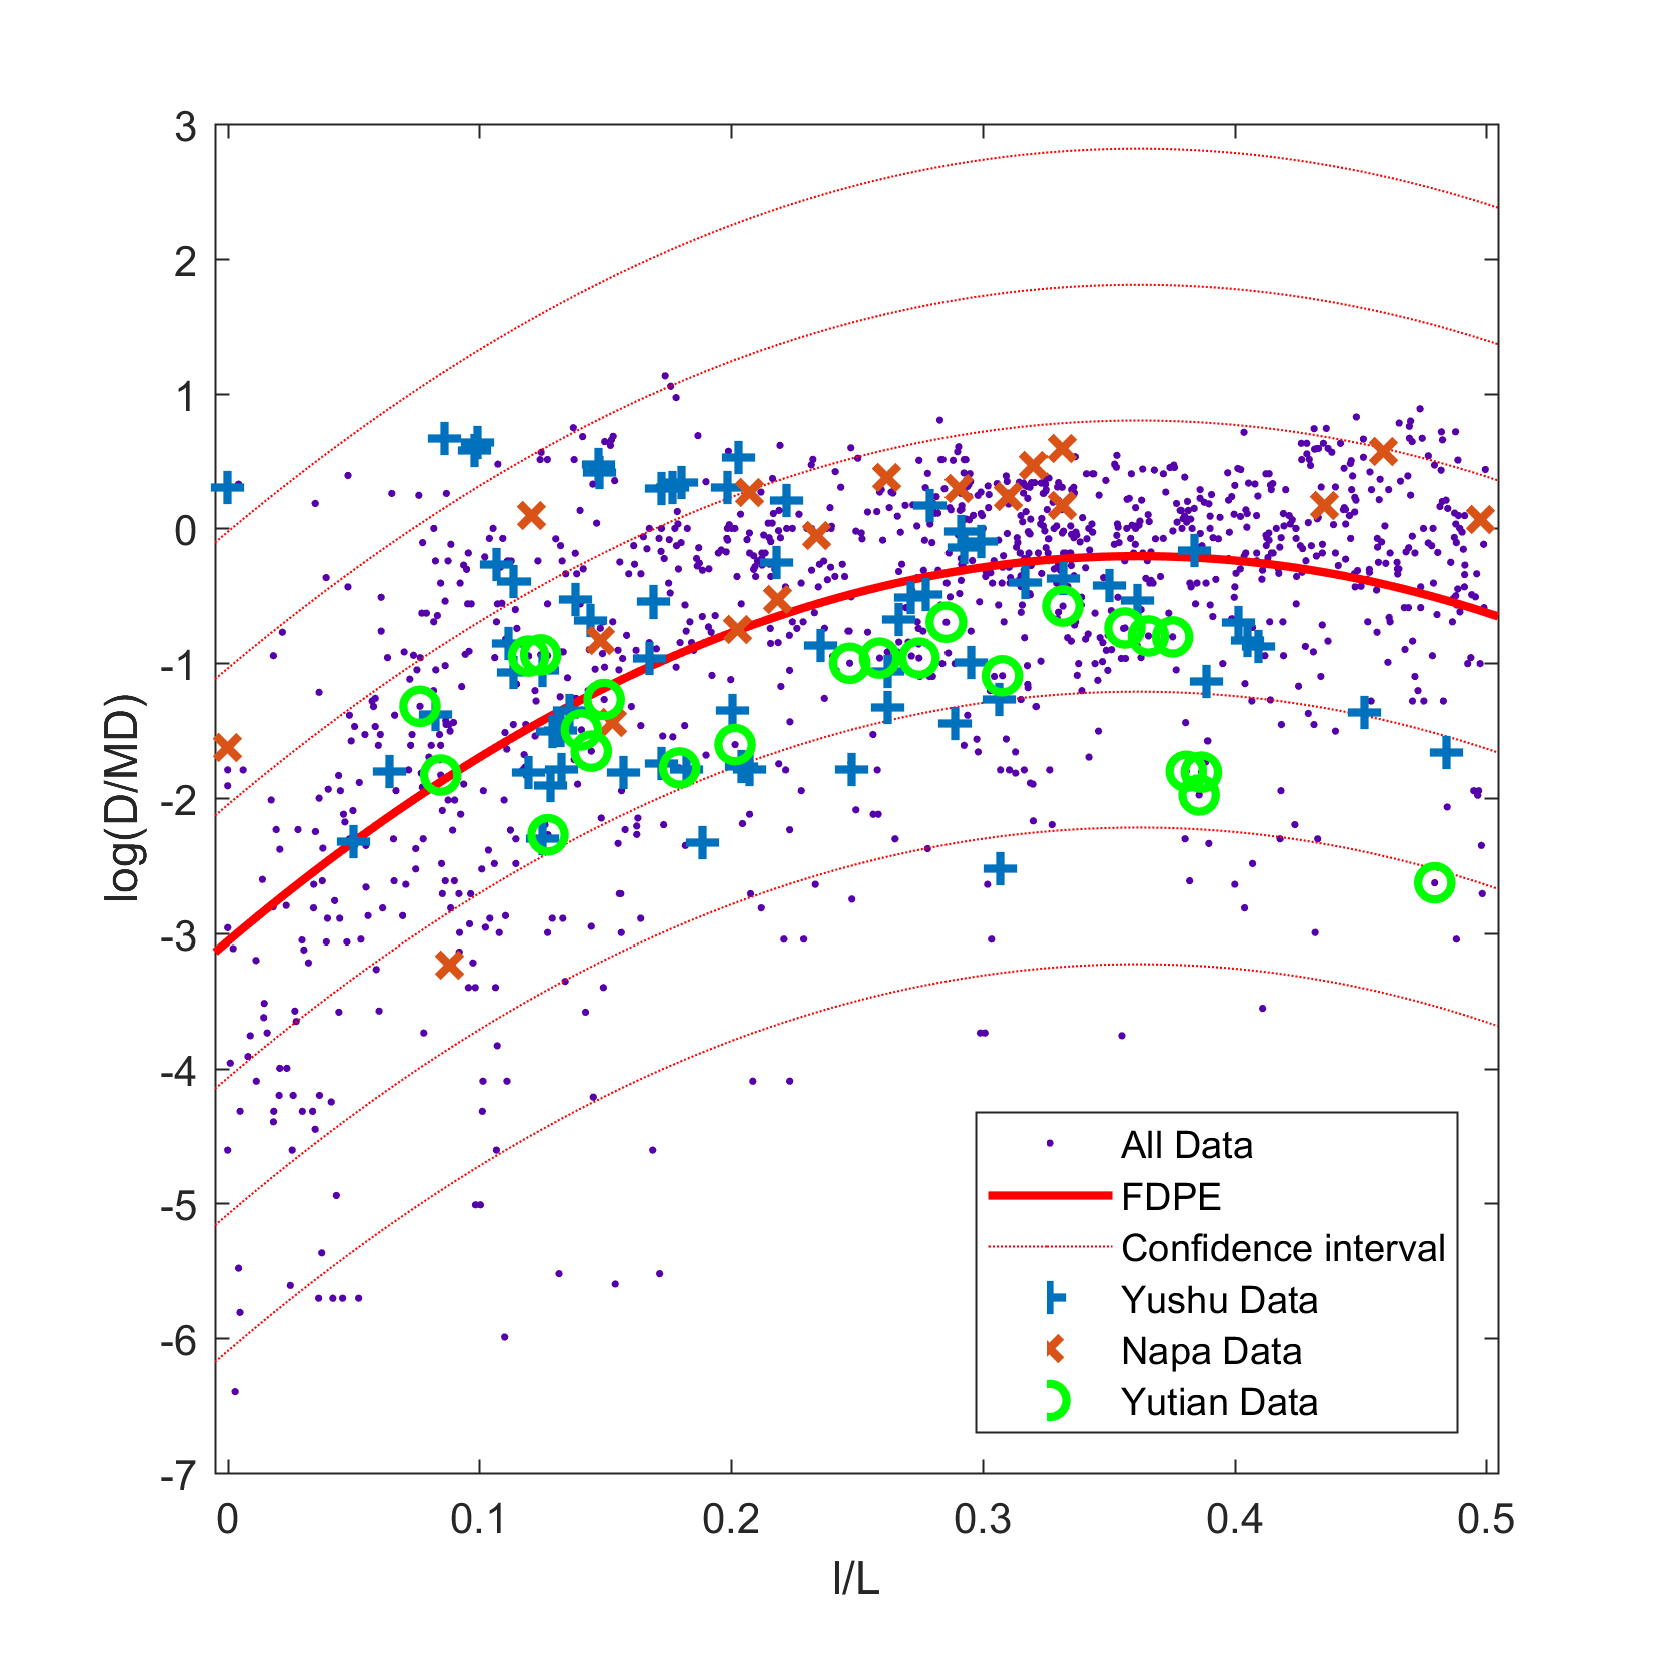 3
2
1
0
-1
-2
-3
-4
-5
-6
-7
log(D/MD)
0
0.1
0.2
0.3
0.4
0.5
l/L
All Data
FDPE
Confidence interval
Yushu Data
Napa Data
Yutian Data